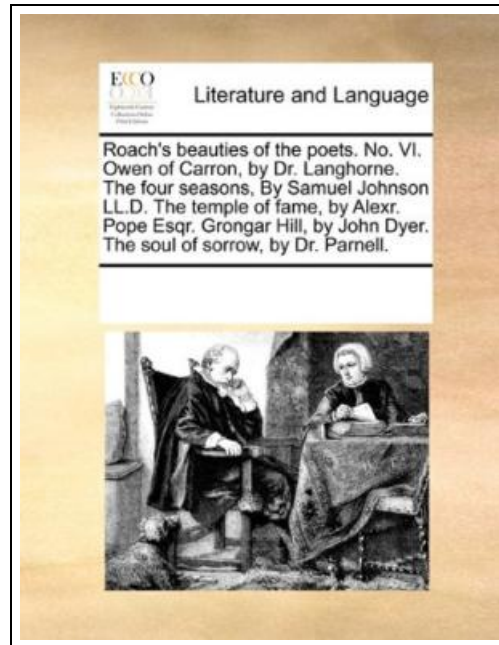 ECCO
Literature and Language
Roach's beauties of the poets. No. VI.
Owen of Carron, by Dr. Langhorne.
The four seasons, By Samuel Johnson
LL.D. The temple of fame, by Alexr.
Pope Esqr. Grongar Hill, by John Dyer.
The soul of sorrow, by Dr. Parnell.